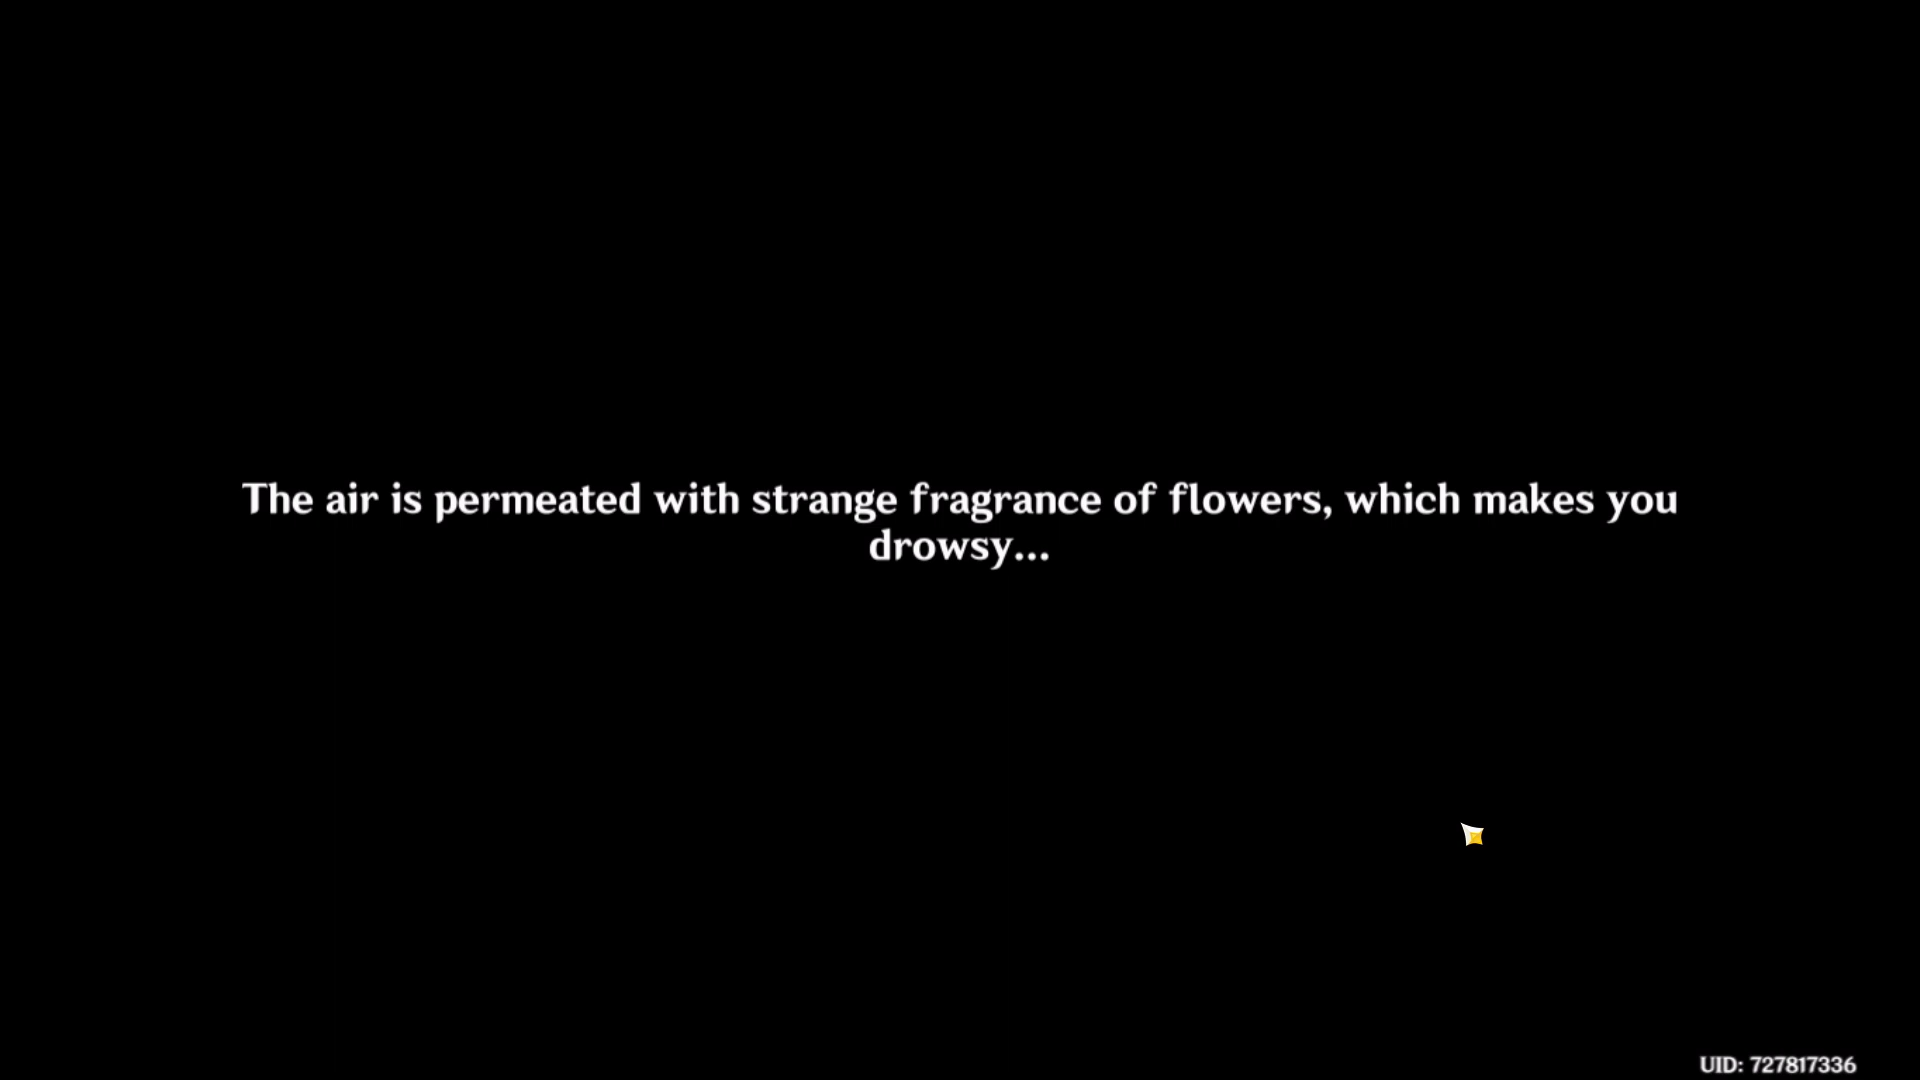 The air is permeated with strange fragrance of flowers, which makes you
drowsy...
UID: 727817336